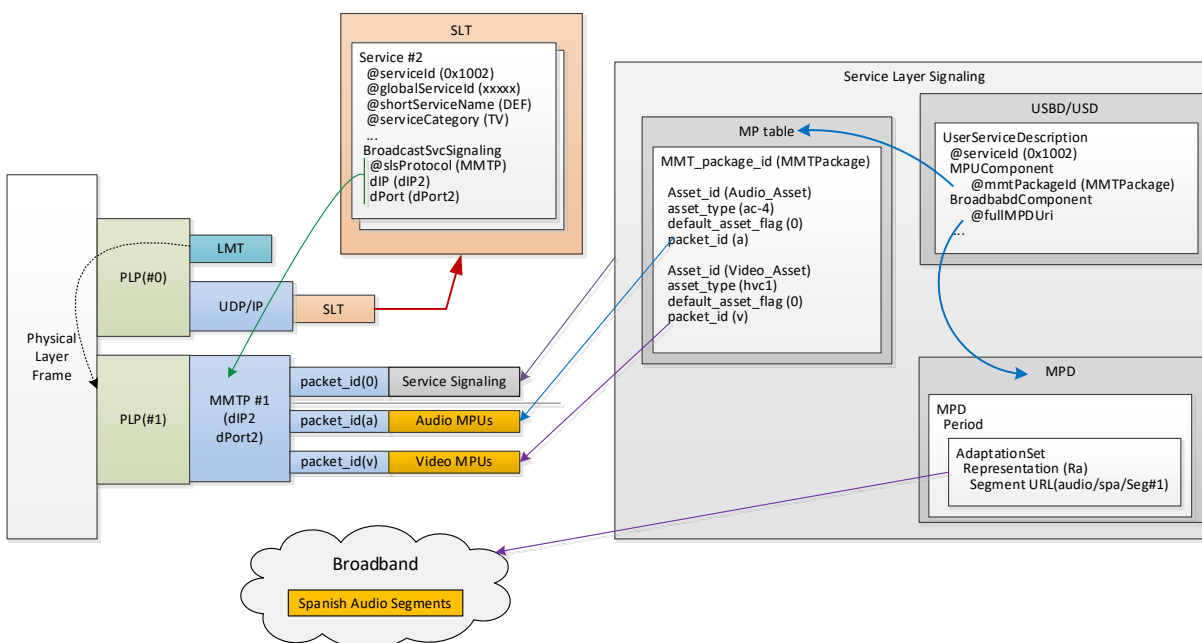 SLT
Service #2
@serviceId (0x1002)
@globalServiceId (xxxxx)
@shortServiceName (DEF)
@serviceCategory (TV)
...
BroadcastSvcSignaling
@slsProtocol (MMTP)
dIP (dIP2)
dPort (dPort2)
Physical
Layer
Frame
PLP(#0)
LMT
UDP/IP
SLT
PLP(#1)
MMTP #1
(dIP2
dPort2)
packet_id(0)
Service Signaling
packet_id(a)
Audio MPUs
packet_id(v)
Video MPUs
Broadband
Spanish Audio Segments
Service Layer Signaling
MP table
MMT_package_id (MMTPackage)
Asset_id (Audio_Asset)
asset_type (ac-4)
default_asset_flag (0)
packet_id (a)
Asset_id (Video_Asset)
asset_type (hvc1)
default_asset_flag (0)
packet_id (v)
USBD/USD
UserServiceDescription
@serviceId (0x1002)
MPUComponent
@mmtPackageId (MMTPackage)
BroadbabdComponent
@fullMPDUri
...
MPD
MPD
Period
AdaptationSet
Representation (Ra)
Segment URL(audio/spa/Seg#1)